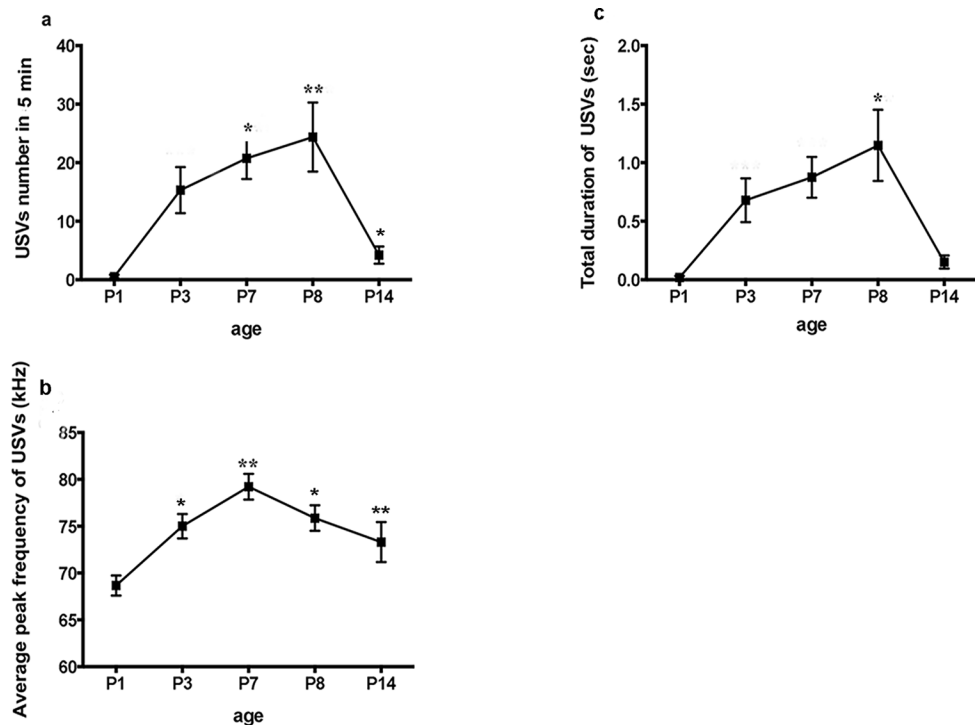 a
USVs number in 5 min
40
30
20
10
0
*
**
*
P1 P3 P7 P8 P14
age
c
Total duration of USVs (sec)
2.0
1.5
1.0
0.5
0.0
*
P1 P3 P7 P8 P14
age
b
Average peak frequency of USVs (kHz)
85
80
75
70
65
60
*
**
*
**
P1 P3 P7 P8 P14
age